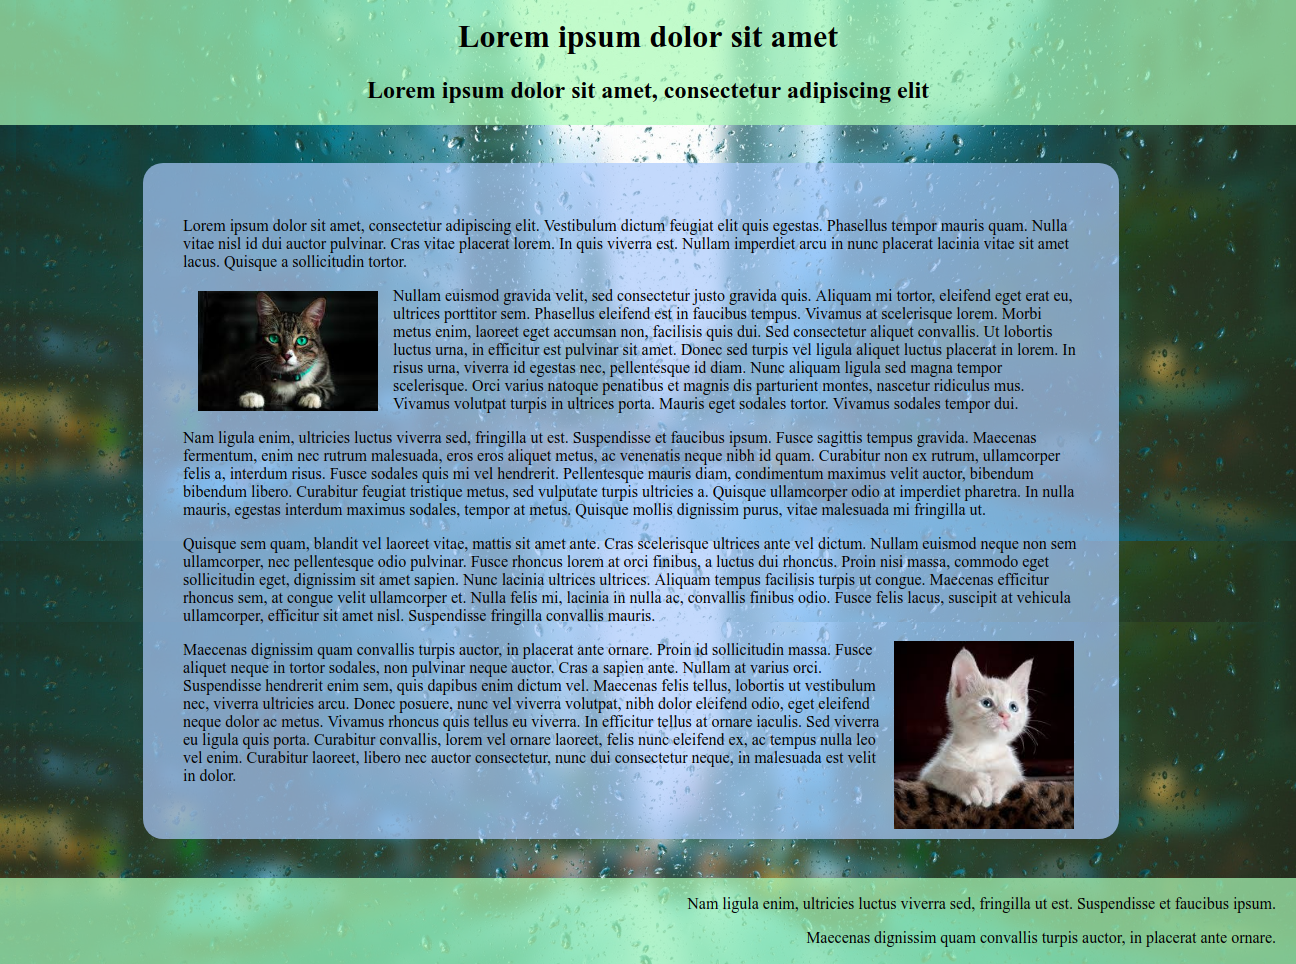 Lorem ipsum dolor sit amet
Lorem ipsum dolor sit amet, consectetur adipiscing elit
Lorem ipsum dolor sit amet, consectetur adipiscing elit. Vestibulum dictum feugiat elit quis egestas. Phasellus tempor mauris quam. Nulla
vitae nisl id dui auctor pulvinar. Cras vitae placerat lorem. In quis viverra est. Nullam imperdiet arcu in nunc placerat lacinia vitae sit amet
lacus. Quisque a sollicitudin tortor.
Nullam euismod gravida velit, sed consectetur justo gravida quis. Aliquam mi tortor, eleifend eget erat eu,
ultrices porttitor sem. Phasellus eleifend est in faucibus tempus. Vivamus at scelerisque lorem. Morbi
metus enim, laoreet eget accumsan non, facilisis quis dui. Sed consectetur aliquet convallis. Ut lobortis
luctus urna, in efficitur est pulvinar sit amet. Donec sed turpis vel ligula aliquet luctus placerat in lorem. In
risus urna, viverra id egestas nec, pellentesque id diam. Nunc aliquam ligula sed magna tempor
scelerisque. Orci varius natoque penatibus et magnis dis parturient montes, nascetur ridiculus mus.
Vivamus volutpat turpis in ultrices porta. Mauris eget sodales tortor. Vivamus sodales tempor dui.
Nam ligula enim, ultricies luctus viverra sed, fringilla ut est. Suspendisse et faucibus ipsum. Fusce sagittis tempus gravida. Maecenas
fermentum, enim nec rutrum malesuada, eros eros aliquet metus, ac venenatis neque nibh id quam. Curabitur non ex rutrum, ullamcorper
felis a, interdum risus. Fusce sodales quis mi vel hendrerit. Pellentesque mauris diam, condimentum maximus velit auctor, bibendum
bibendum libero. Curabitur feugiat tristique metus, sed vulputate turpis ultricies a. Quisque ullamcorper odio at imperdiet pharetra. In nulla
mauris, egestas interdum maximus sodales, tempor at metus. Quisque mollis dignissim purus, vitae malesuada mi fringilla ut.
Quisque sem quam, blandit vel laoreet vitae, mattis sit amet ante. Cras scelerisque ultrices ante vel dictum. Nullam euismod neque non sem
ullamcorper, nec pellentesque odio pulvinar. Fusce rhoncus lorem at orci finibus, a luctus dui rhoncus. Proin nisi massa, commodo eget
sollicitudin eget, dignissim sit amet sapien. Nunc lacinia ultrices ultrices. Aliquam tempus facilisis turpis ut congue. Maecenas efficitur
rhoncus sem, at congue velit ullamcorper et. Nulla felis mi, lacinia in nulla ac, convallis finibus odio. Fusce felis lacus, suscipit at vehicula
ullamcorper, efficitur sit amet nisl. Suspendisse fringilla convallis mauris.
Maecenas dignissim quam convallis turpis auctor, in placerat ante ornare. Proin id sollicitudin massa. Fusce
aliquet neque in tortor sodales, non pulvinar neque auctor. Cras a sapien ante. Nullam at varius orci.
Suspendisse hendrerit enim sem, quis dapibus enim dictum vel. Maecenas felis tellus, lobortis ut vestibulum
nec, viverra ultricies arcu. Donec posuere, nunc vel viverra volutpat, nibh dolor eleifend odio, eget eleifend
neque dolor ac metus. Vivamus rhoncus quis tellus eu viverra. In efficitur tellus at ornare iaculis. Sed viverra
eu ligula quis porta. Curabitur convallis, lorem vel ornare laoreet, felis nunc eleifend ex, ac tempus nulla leo
vel enim. Curabitur laoreet, libero nec auctor consectetur, nunc dui consectetur neque, in malesuada est velit
in dolor.
Nam ligula enim, ultricies luctus viverra sed, fringilla ut est. Suspendisse et faucibus ipsum.
Maecenas dignissim quam convallis turpis auctor, in placerat ante ornare.